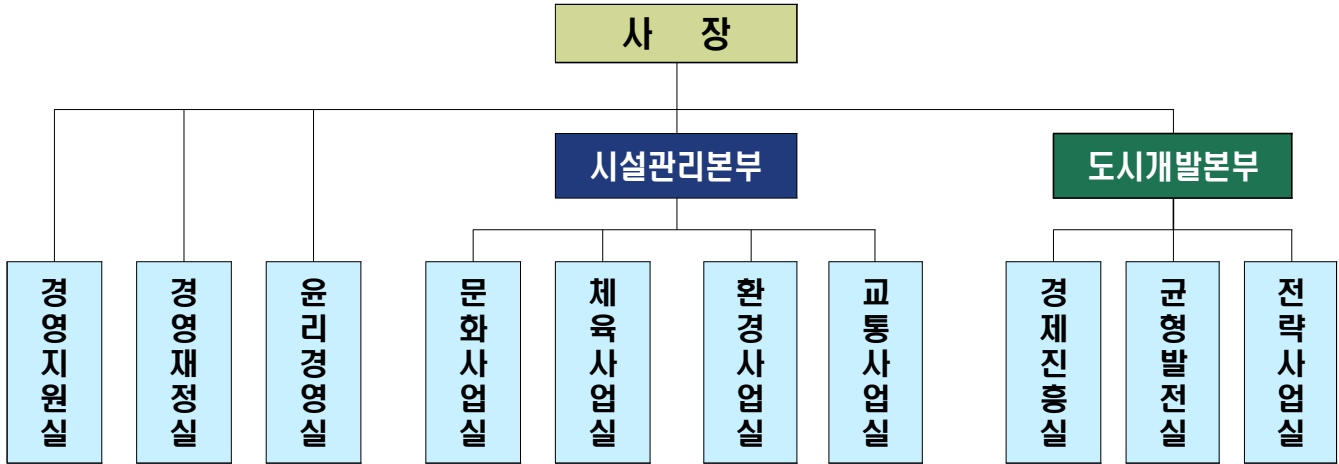 사 장
시설관리본부
도시개발본부
경영지원실
경영재정실
윤리경영실
문화사업실
체육사업실
환경사업실
교통사업실
경제진흥실
균형발전실
전략사업실